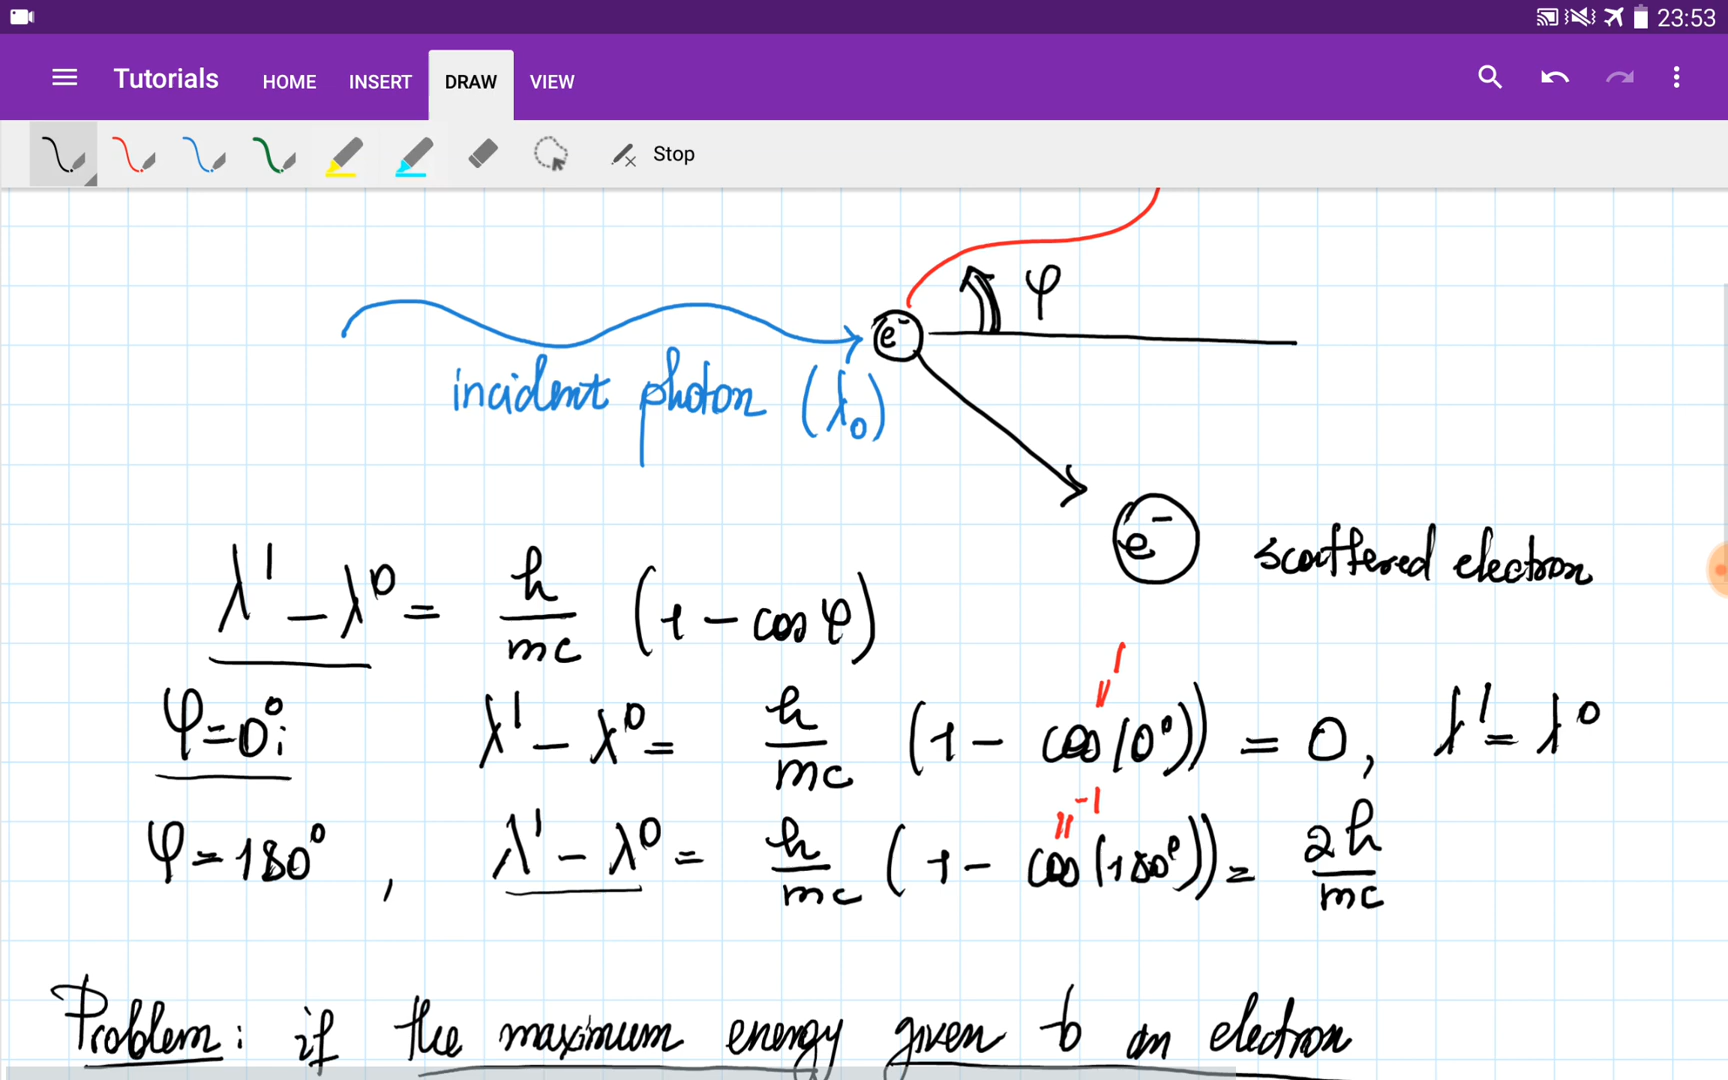 23:53
Tutorials HOME INSERT DRAW VIEW
Stop
φ
e⁻
incident photon (λ₀)
e⁻ scattered electron
λ' – λ⁰ = h/mc (1 – cos φ)
1
φ=0°; λ' – λ⁰ = h/mc (1 – cos(0°)) = 0, λ' = λ⁰
-1
φ=180°, λ' – λ⁰ = h/mc (1 – cos(180°)) = 2h/mc
Problem: if the maximum energy given to an electron